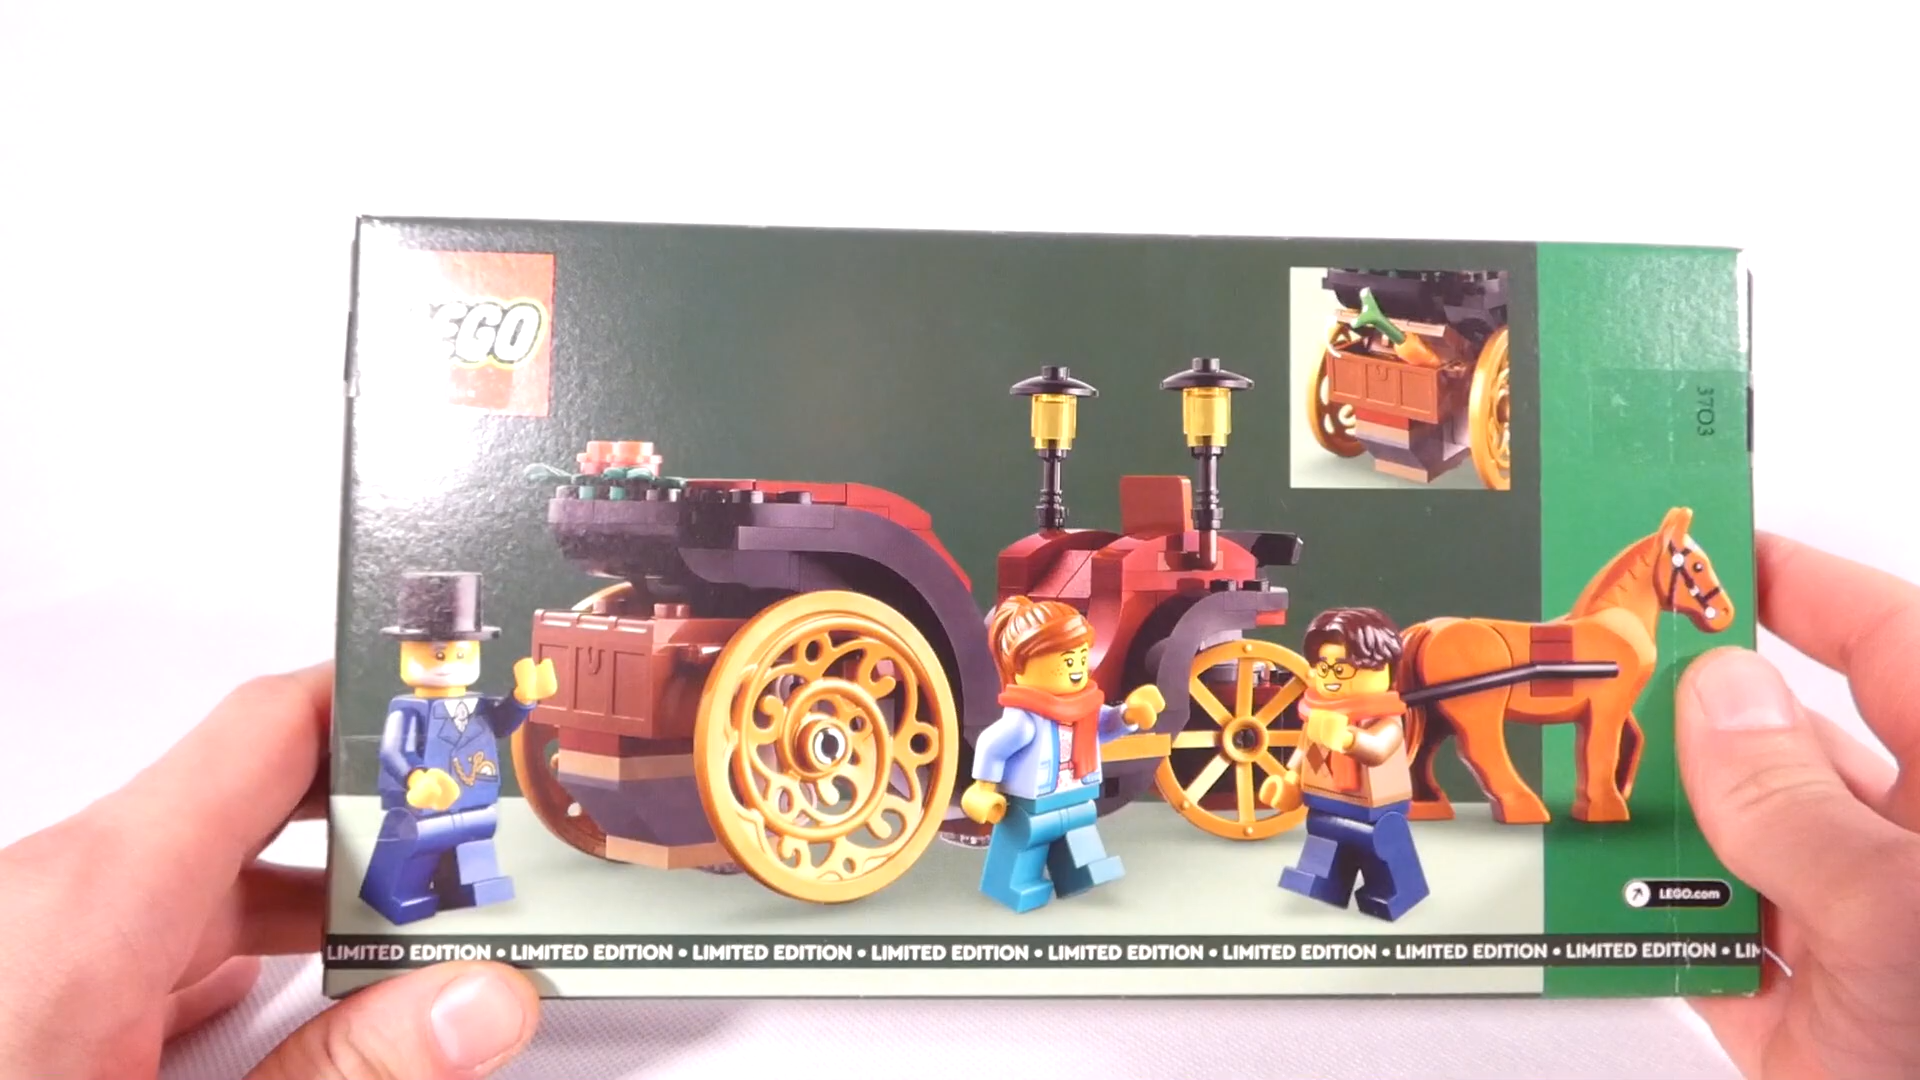 LEGO
3703
LEGO.com
LIMITED EDITION • LIMITED EDITION • LIMITED EDITION • LIMITED EDITION • LIMITED EDITION • LIMITED EDITION • LIMITED EDITION • LIMITED EDITION • LIM